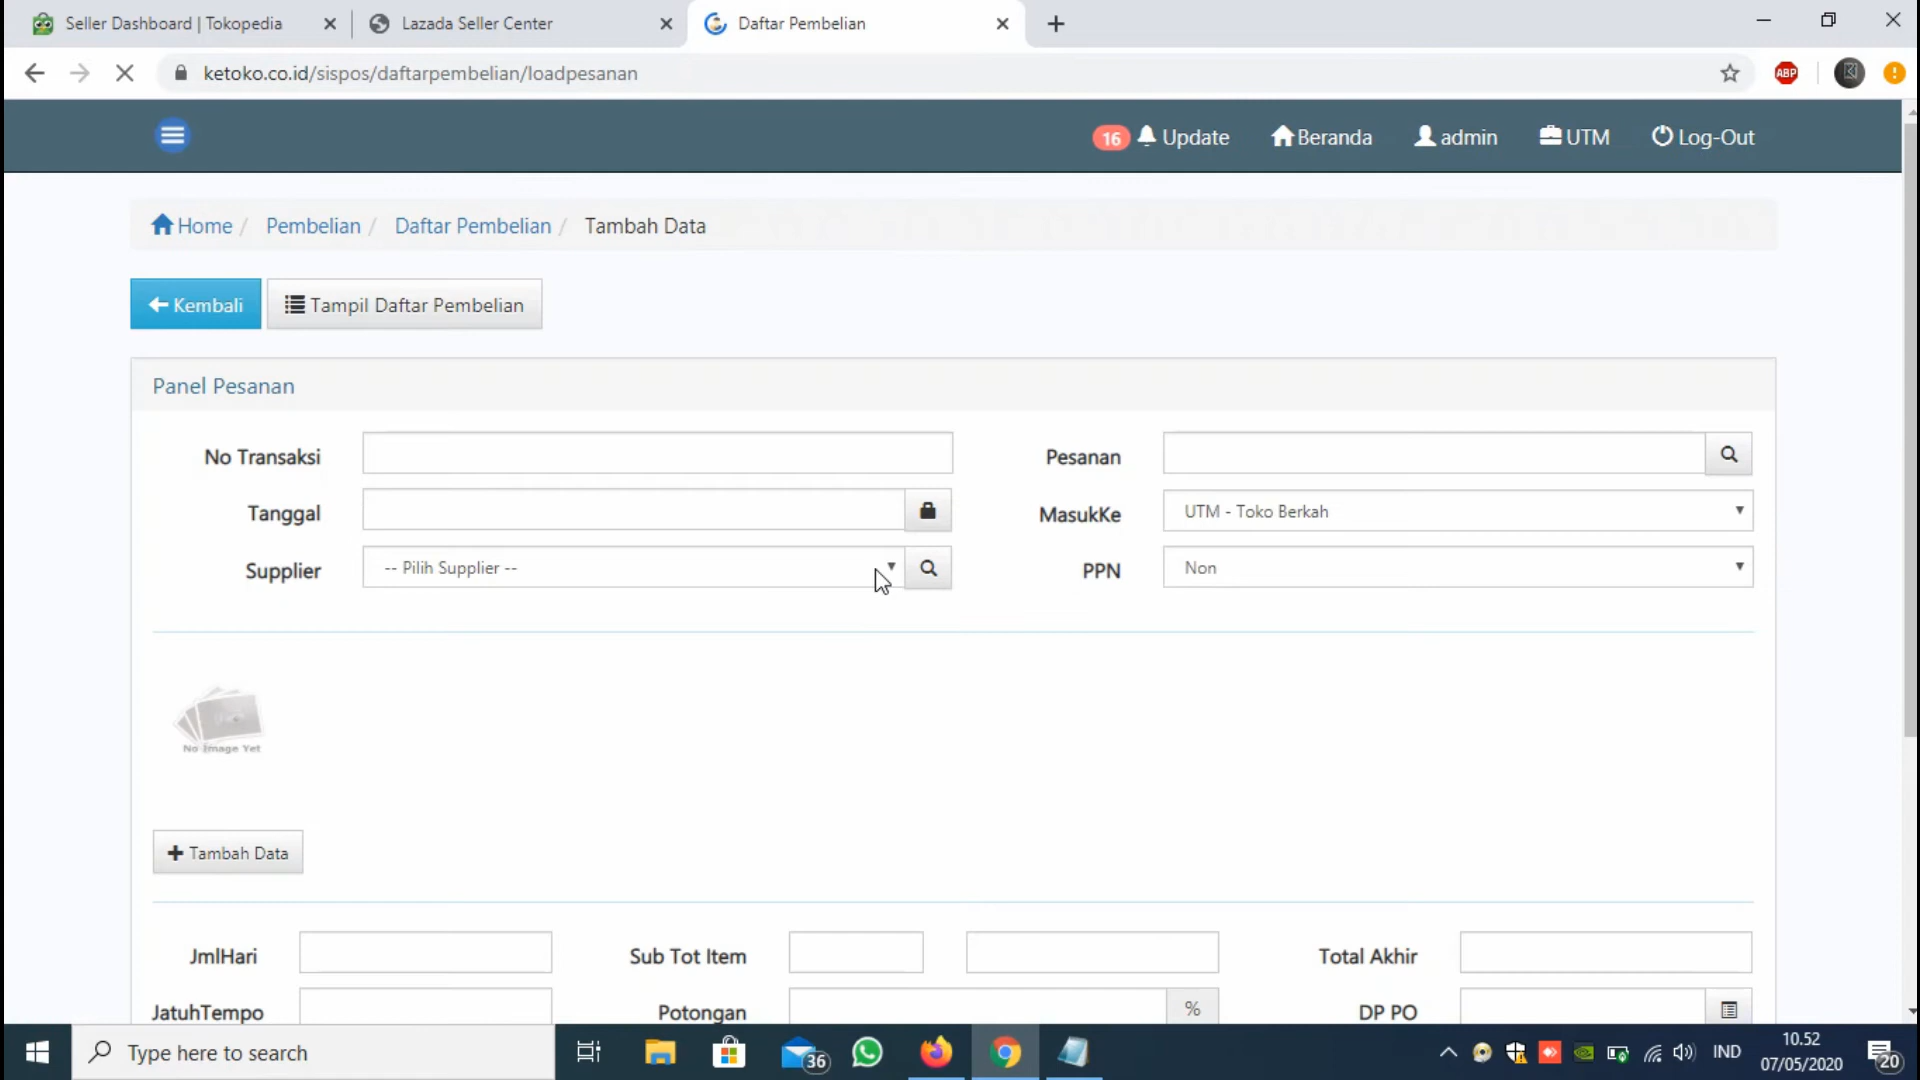 Seller Dashboard | Tokopedia
Lazada Seller Center
Daftar Pembelian
ketoko.co.id/sispos/daftarpembelian/loadpesanan
ABP
16 Update
Beranda
admin
UTM
Log-Out
Home / Pembelian / Daftar Pembelian / Tambah Data
Kembali
Tampil Daftar Pembelian
Panel Pesanan
No Transaksi
Pesanan
Tanggal
MasukKe
UTM - Toko Berkah
Supplier
-- Pilih Supplier --
PPN
Non
No Image Yet
Tambah Data
JmlHari
Sub Tot Item
Total Akhir
JatuhTempo
Potongan
%
DP PO
Type here to search
36
IND
10.52
07/05/2020
20